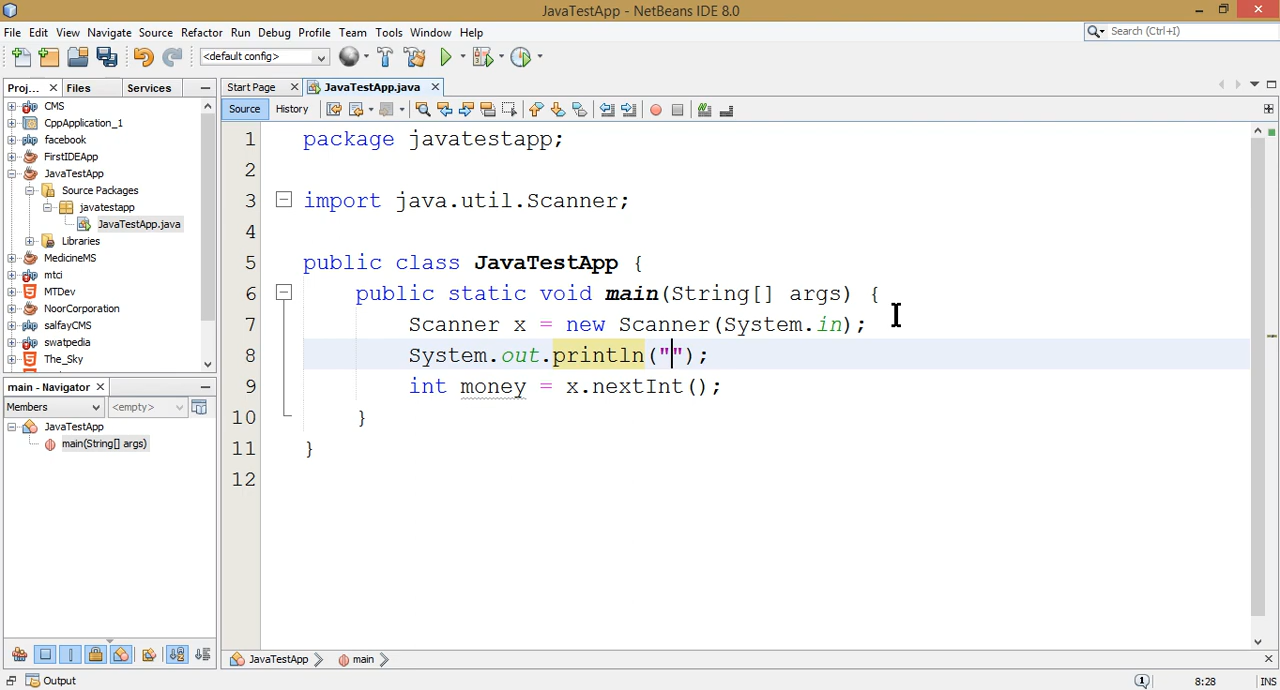 JavaTestApp - NetBeans IDE 8.0
File Edit View Navigate Source Refactor Run Debug Profile Team Tools Window Help
Search (Ctrl+I)
<default config>
Proj... Files Services
Start Page JavaTestApp.java
Source History
CMS
CppApplication_1
facebook
FirstIDEApp
JavaTestApp
Source Packages
javatestapp
JavaTestApp.java
Libraries
MedicineMS
mtci
MTDev
NoorCorporation
salfayCMS
swatpedia
The_Sky
main - Navigator
Members <empty>
JavaTestApp
main(String[] args)
1 package javatestapp;
2
3 import java.util.Scanner;
4
5 public class JavaTestApp {
6 public static void main(String[] args) {
7 Scanner x = new Scanner(System.in);
8 System.out.println("");
9 int money = x.nextInt();
10 }
11 }
12
JavaTestApp main
Output
1 8:28 INS